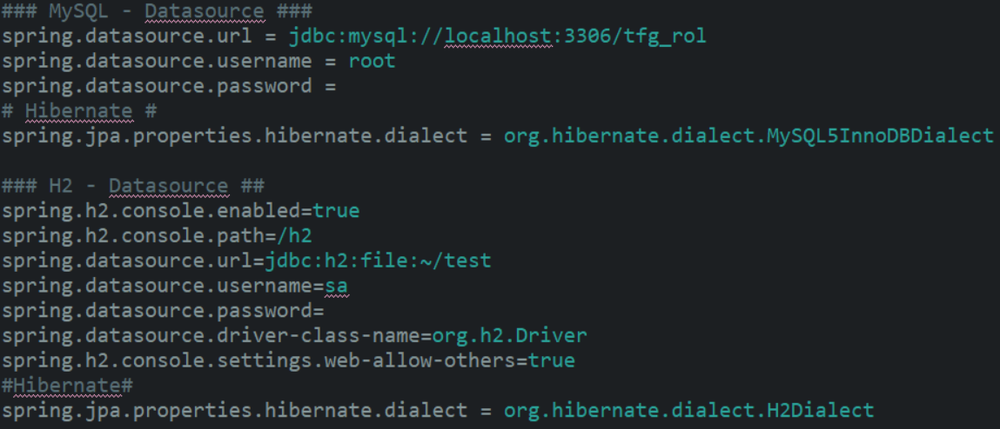 ### MySQL - Datasource ###
spring.datasource.url = jdbc:mysql://localhost:3306/tfg_rol
spring.datasource.username = root
spring.datasource.password =
# Hibernate #
spring.jpa.properties.hibernate.dialect = org.hibernate.dialect.MySQL5InnoDBDialect
### H2 - Datasource ##
spring.h2.console.enabled=true
spring.h2.console.path=/h2
spring.datasource.url=jdbc:h2:file:~/test
spring.datasource.username=sa
spring.datasource.password=
spring.datasource.driver-class-name=org.h2.Driver
spring.h2.console.settings.web-allow-others=true
#Hibernate#
spring.jpa.properties.hibernate.dialect = org.hibernate.dialect.H2Dialect